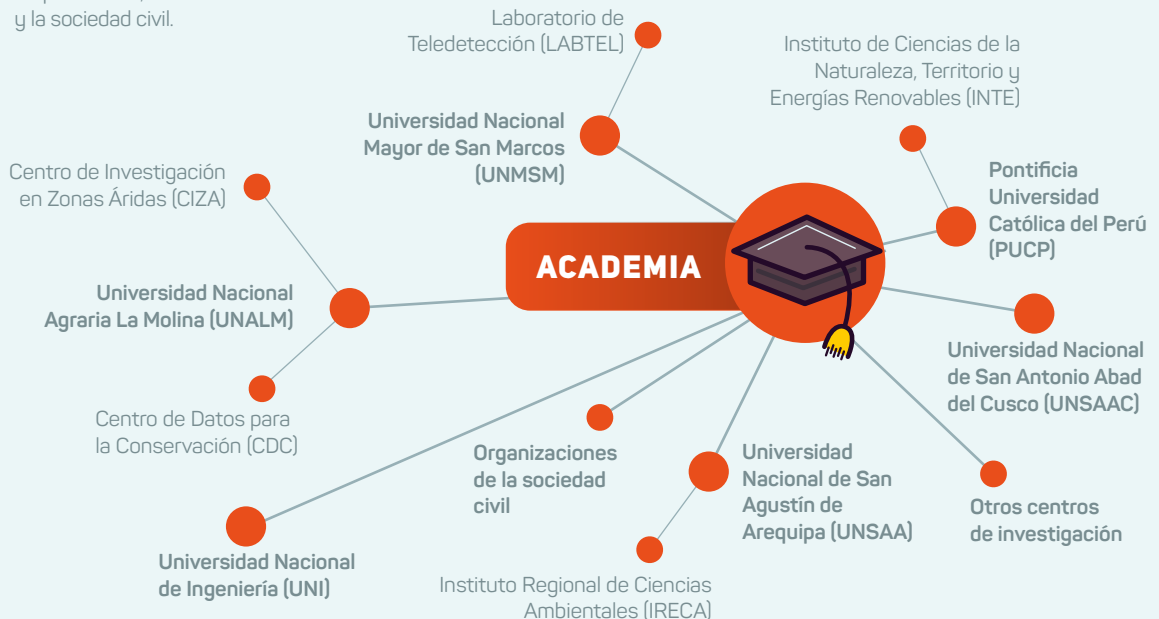 y la sociedad civil.
Laboratorio de
Teledetección (LABTEL)
Instituto de Ciencias de la
Naturaleza, Territorio y
Energías Renovables (INTE)
Universidad Nacional
Mayor de San Marcos
(UNMSM)
Centro de Investigación
en Zonas Áridas (CIZA)
Pontificia
Universidad
Católica del Perú
(PUCP)
ACADEMIA
Universidad Nacional
Agraria La Molina (UNALM)
Universidad Nacional
de San Antonio Abad
del Cusco (UNSAAC)
Centro de Datos para
la Conservación (CDC)
Organizaciones
de la sociedad
civil
Universidad
Nacional de San
Agustín de
Arequipa (UNSAA)
Otros centros
de investigación
Universidad Nacional
de Ingeniería (UNI)
Instituto Regional de Ciencias
Ambientales (IRECA)